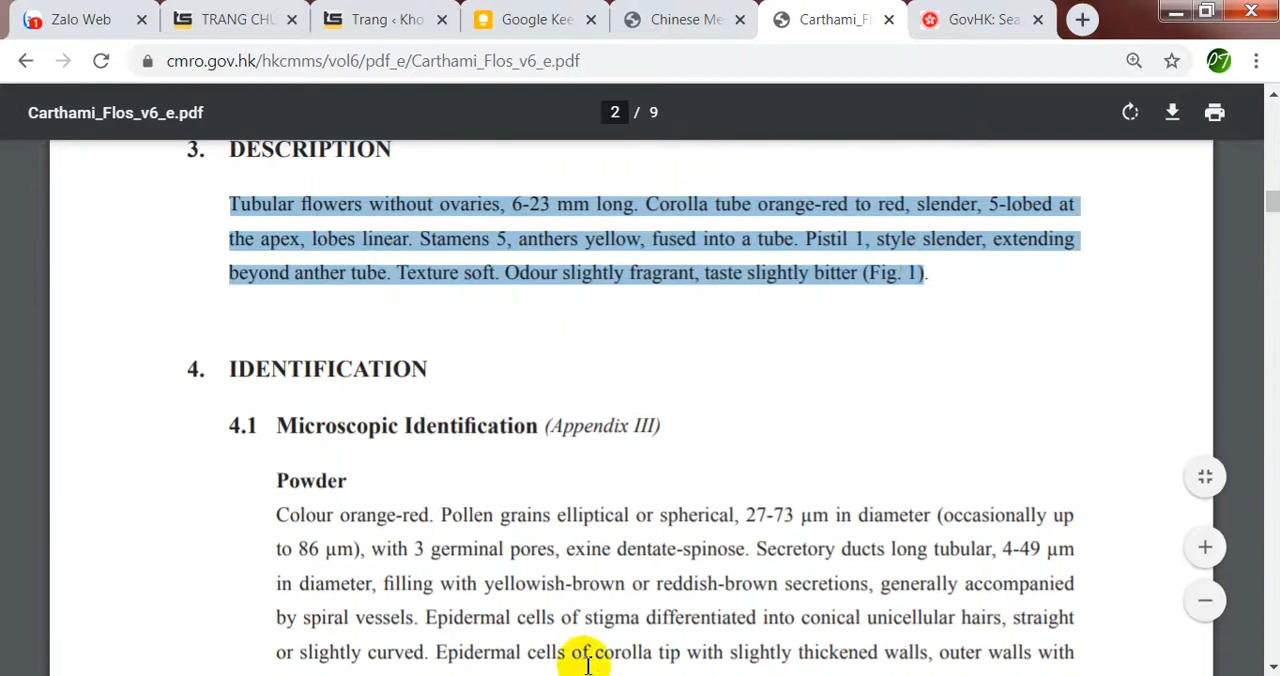 1 Zalo Web
TRANG CHỦ
Trang ‹ Kho
Google Kee
Chinese Me
Carthami_Fl
GovHK: Sea
cmro.gov.hk/hkcmms/vol6/pdf_e/Carthami_Flos_v6_e.pdf
Carthami_Flos_v6_e.pdf
2 / 9
3. DESCRIPTION
Tubular flowers without ovaries, 6-23 mm long. Corolla tube orange-red to red, slender, 5-lobed at
the apex, lobes linear. Stamens 5, anthers yellow, fused into a tube. Pistil 1, style slender, extending
beyond anther tube. Texture soft. Odour slightly fragrant, taste slightly bitter (Fig. 1).
4. IDENTIFICATION
4.1 Microscopic Identification (Appendix III)
Powder
Colour orange-red. Pollen grains elliptical or spherical, 27-73 µm in diameter (occasionally up
to 86 µm), with 3 germinal pores, exine dentate-spinose. Secretory ducts long tubular, 4-49 µm
in diameter, filling with yellowish-brown or reddish-brown secretions, generally accompanied
by spiral vessels. Epidermal cells of stigma differentiated into conical unicellular hairs, straight
or slightly curved. Epidermal cells of corolla tip with slightly thickened walls, outer walls with